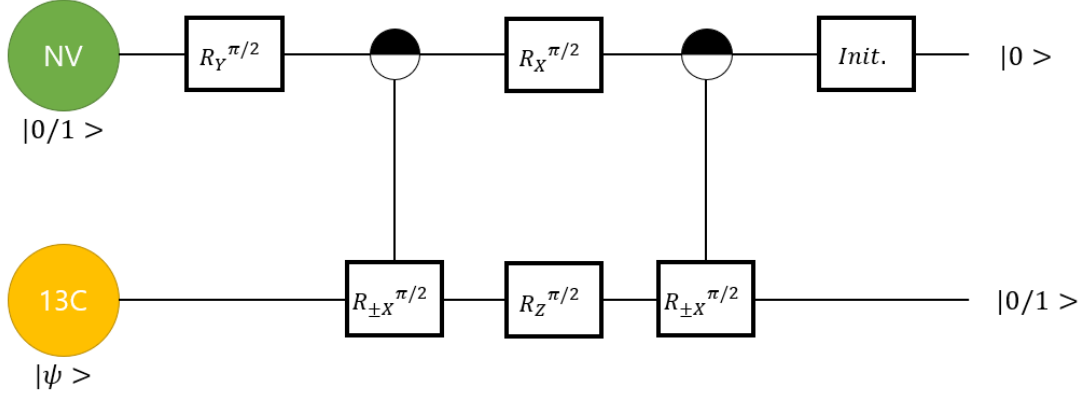 NV
R_Y^{π/2}
R_X^{π/2}
Init.
|0 >
|0/1 >
13C
R_{±X}^{π/2}
R_Z^{π/2}
R_{±X}^{π/2}
|0/1 >
|ψ >